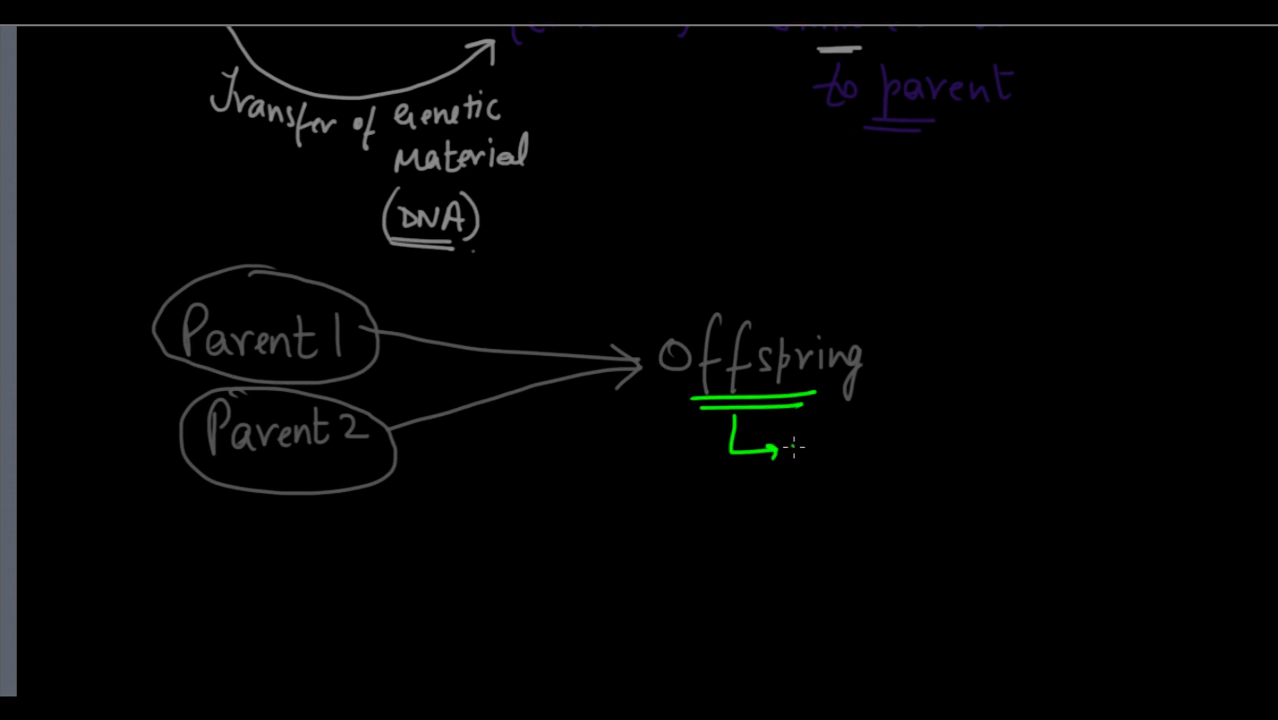 to parent
Transfer of Genetic
Material
(DNA)
Parent 1
Offspring
Parent 2